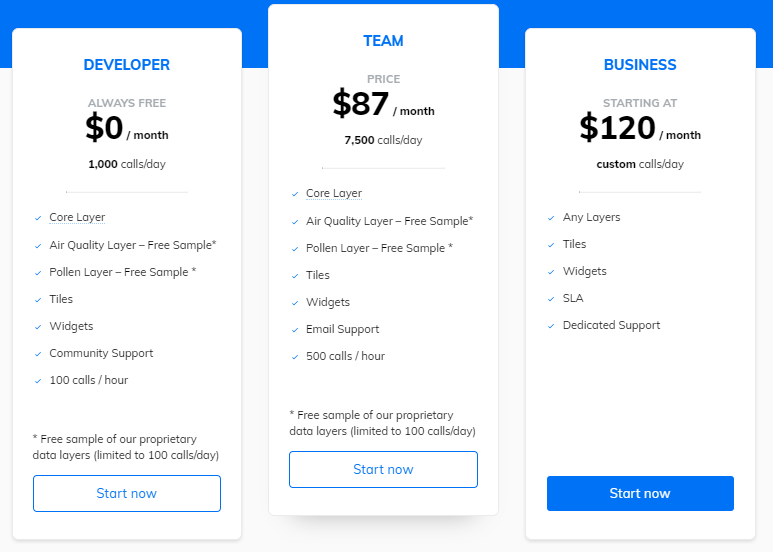 DEVELOPER
ALWAYS FREE
$0 / month
1,000 calls/day
Core Layer
Air Quality Layer – Free Sample*
Pollen Layer – Free Sample *
Tiles
Widgets
Community Support
100 calls / hour
* Free sample of our proprietary
data layers (limited to 100 calls/day)
Start now
TEAM
PRICE
$87 / month
7,500 calls/day
Core Layer
Air Quality Layer – Free Sample*
Pollen Layer – Free Sample *
Tiles
Widgets
Email Support
500 calls / hour
* Free sample of our proprietary
data layers (limited to 100 calls/day)
Start now
BUSINESS
STARTING AT
$120 / month
custom calls/day
Any Layers
Tiles
Widgets
SLA
Dedicated Support
Start now